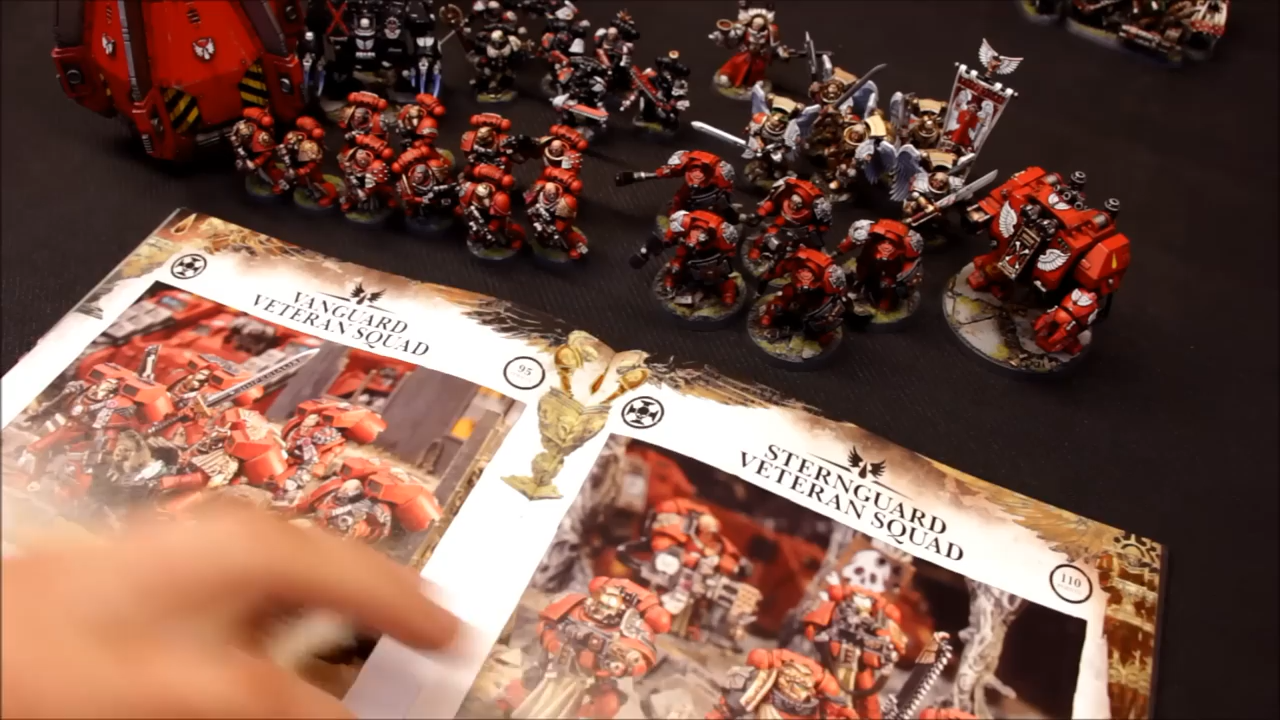 VANGUARD
VETERAN SQUAD
95
STERNGUARD
VETERAN SQUAD
110